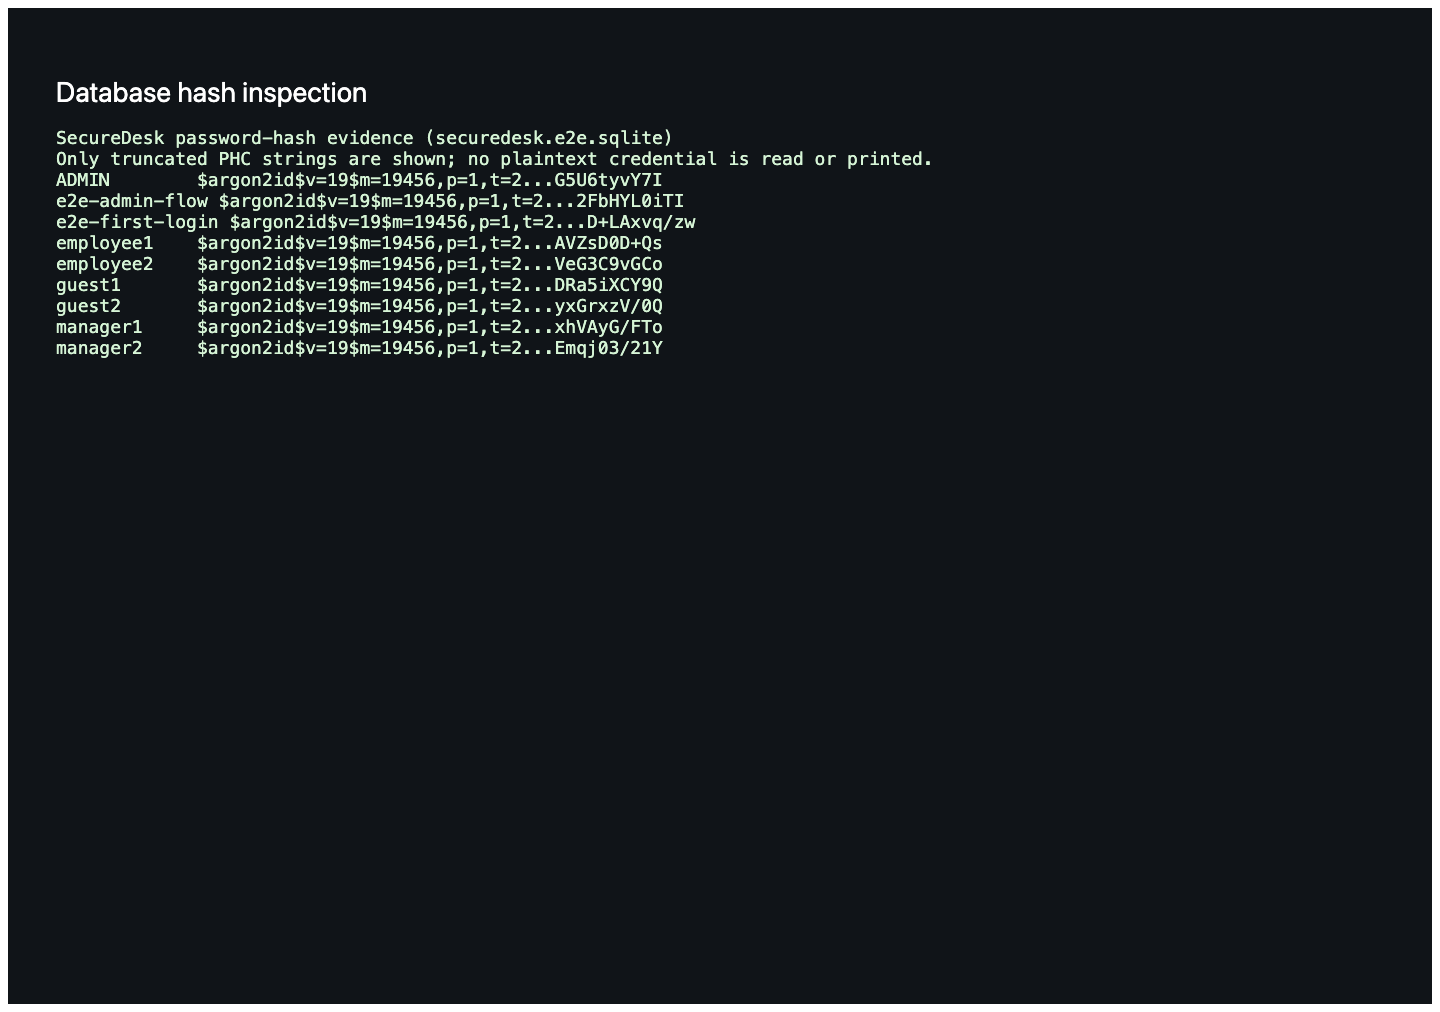 Database hash inspection
SecureDesk password-hash evidence (securedesk.e2e.sqlite)
Only truncated PHC strings are shown; no plaintext credential is read or printed.
ADMIN        $argon2id$v=19$m=19456,p=1,t=2...G5U6tyvY7I
e2e-admin-flow $argon2id$v=19$m=19456,p=1,t=2...2FbHYL0iTI
e2e-first-login $argon2id$v=19$m=19456,p=1,t=2...D+LAxvq/zw
employee1    $argon2id$v=19$m=19456,p=1,t=2...AVZsD0D+Qs
employee2    $argon2id$v=19$m=19456,p=1,t=2...VeG3C9vGCo
guest1       $argon2id$v=19$m=19456,p=1,t=2...DRa5iXCY9Q
guest2       $argon2id$v=19$m=19456,p=1,t=2...yxGrxzV/0Q
manager1     $argon2id$v=19$m=19456,p=1,t=2...xhVAyG/FTo
manager2     $argon2id$v=19$m=19456,p=1,t=2...Emqj03/21Y